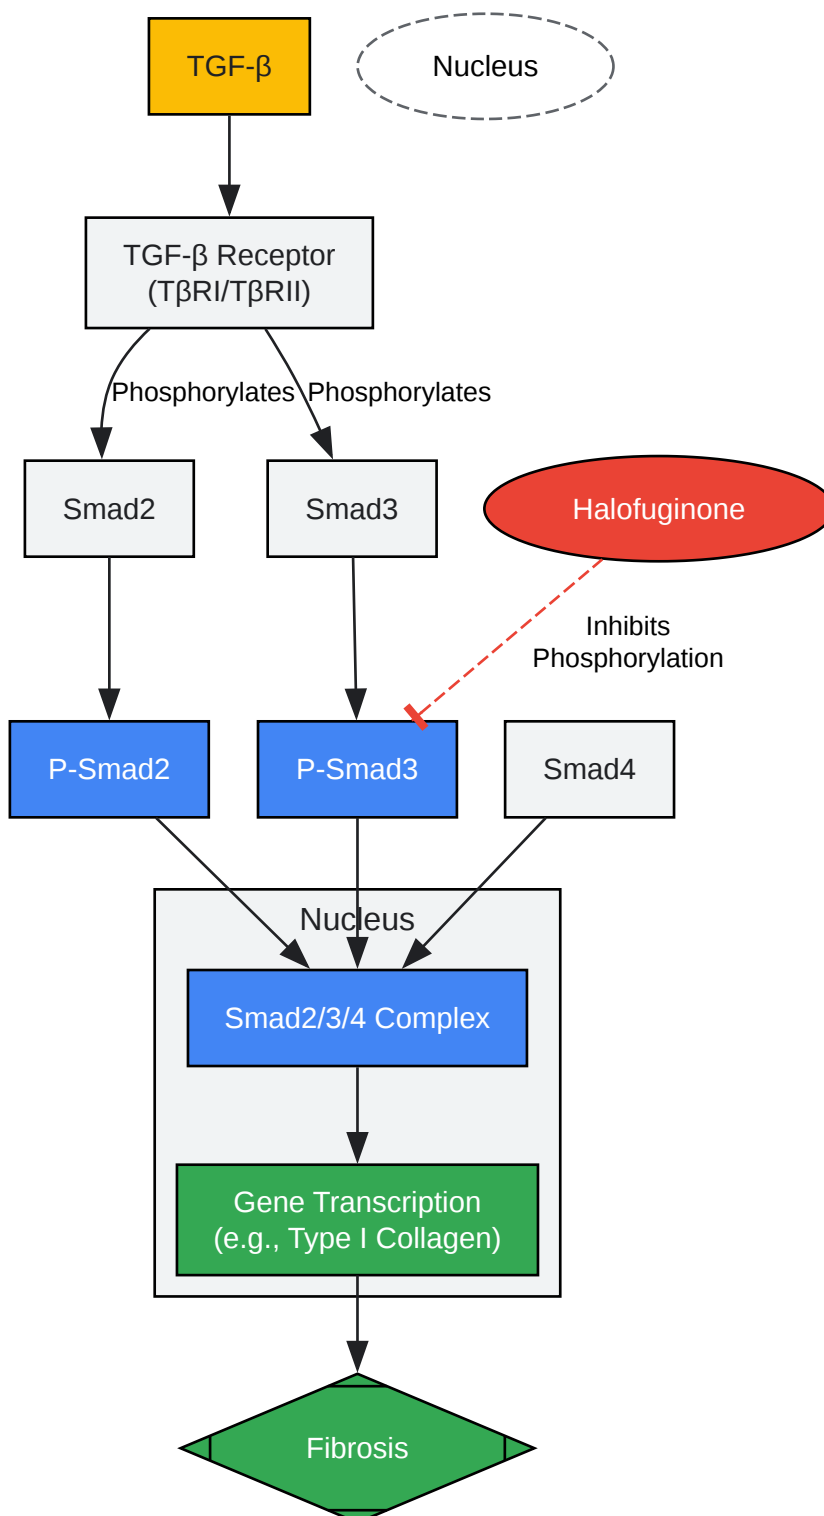 TGF-β
Nucleus
TGF-β Receptor
(TβRI/TβRII)
Phosphorylates
Phosphorylates
Smad2
Smad3
Halofuginone
Inhibits
Phosphorylation
P-Smad2
P-Smad3
Smad4
Nucleus
Smad2/3/4 Complex
Gene Transcription
(e.g., Type I Collagen)
Fibrosis